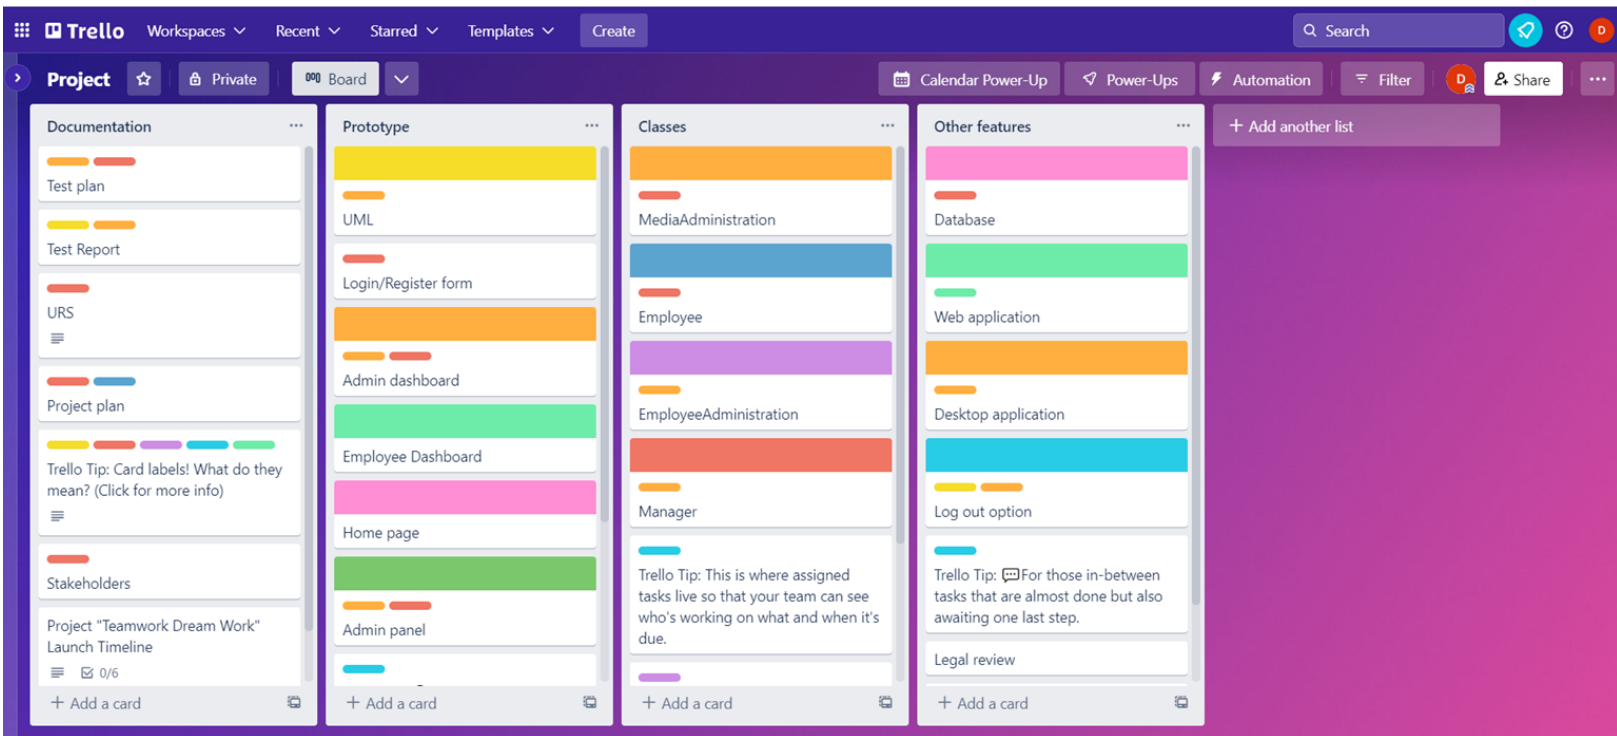 Trello Workspaces Recent Starred Templates Create Search D
Project Private Board Calendar Power-Up Power-Ups Automation Filter D Share
Documentation
Test plan
Test Report
URS
Project plan
Trello Tip: Card labels! What do they
mean? (Click for more info)
Stakeholders
Project "Teamwork Dream Work"
Launch Timeline
0/6
+ Add a card
Prototype
UML
Login/Register form
Admin dashboard
Employee Dashboard
Home page
Admin panel
+ Add a card
Classes
MediaAdministration
Employee
EmployeeAdministration
Manager
Trello Tip: This is where assigned
tasks live so that your team can see
who's working on what and when it's
due.
+ Add a card
Other features
Database
Web application
Desktop application
Log out option
Trello Tip: 💬For those in-between
tasks that are almost done but also
awaiting one last step.
Legal review
+ Add a card
+ Add another list